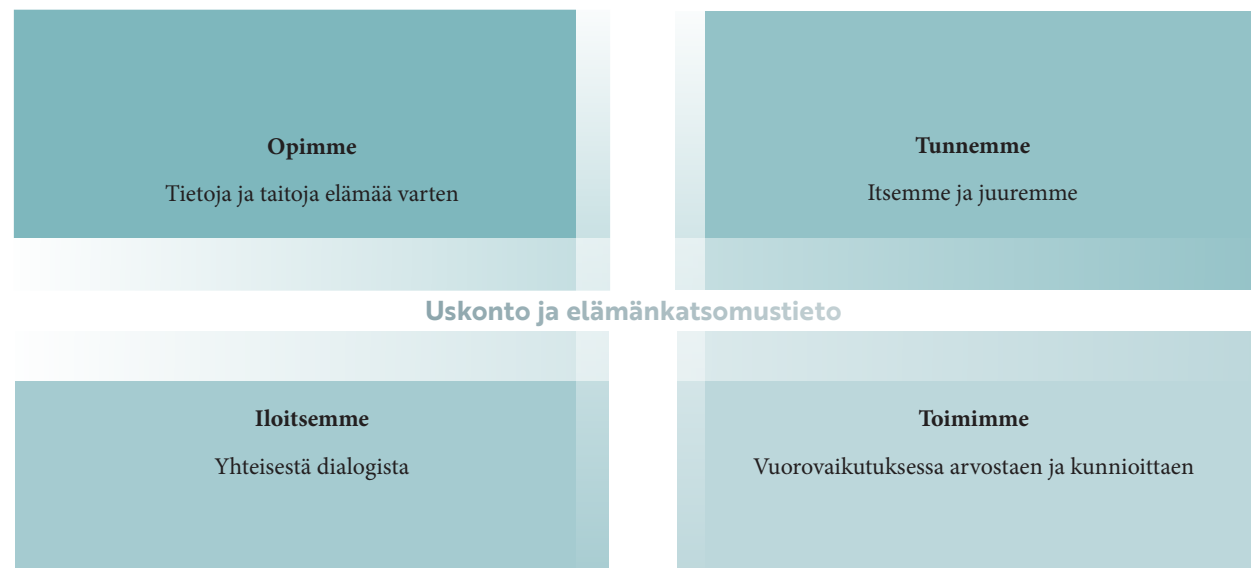 Opimme
Tietoja ja taitoja elämää varten
Tunnemme
Itsemme ja juuremme
Uskonto ja elämänkatsomustieto
Iloitsemme
Yhteisestä dialogista
Toimimme
Vuorovaikutuksessa arvostaen ja kunnioittaen